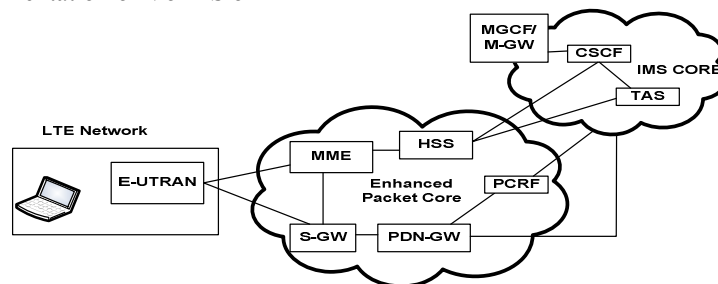 MGCF/
M-GW
CSCF
IMS CORE
TAS
LTE Network
HSS
MME
E-UTRAN
Enhanced
Packet Core
PCRF
S-GW
PDN-GW